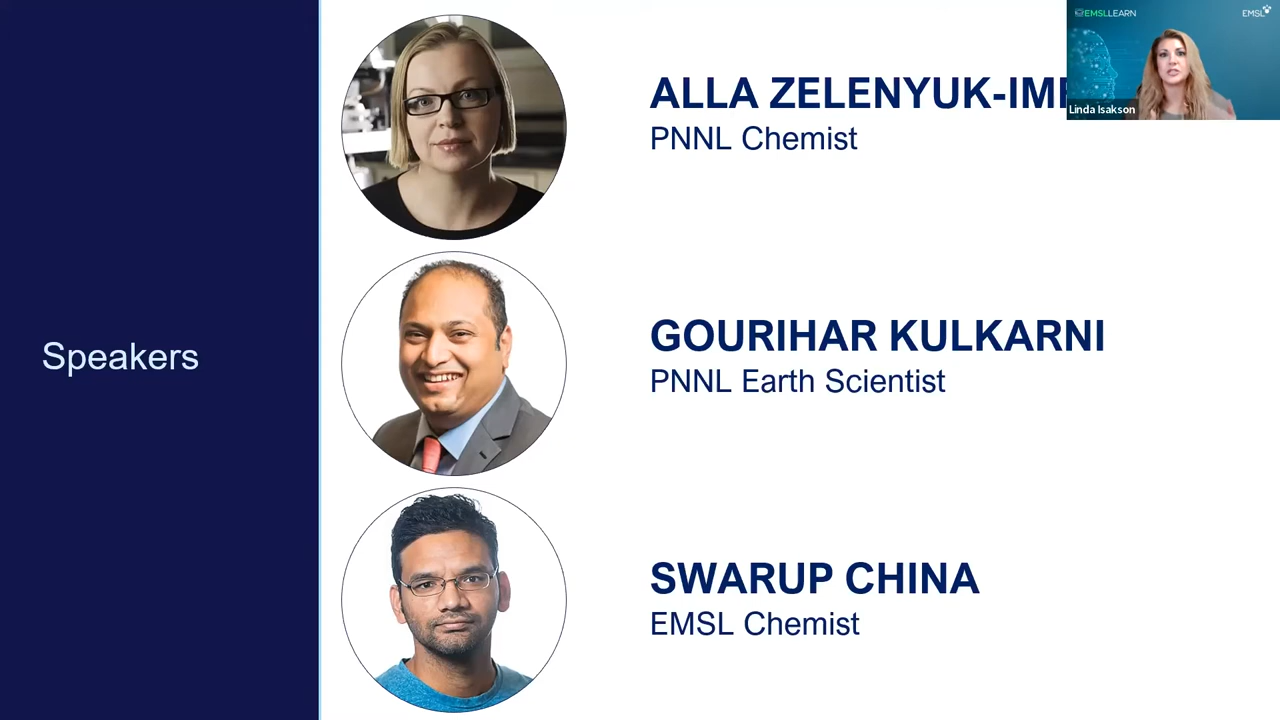 Speakers
ALLA ZELENYUK-IM
PNNL Chemist
GOURIHAR KULKARNI
PNNL Earth Scientist
SWARUP CHINA
EMSL Chemist
EMSLLEARN
EMSL
Linda Isakson